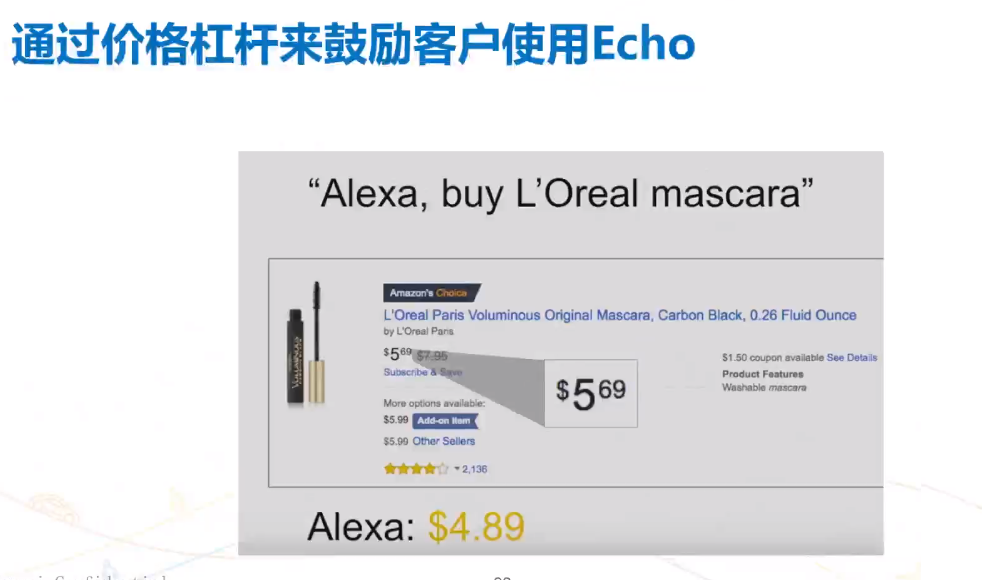 通过价格杠杆来鼓励客户使用Echo
“Alexa, buy L’Oreal mascara”
Amazon's Choice
L'Oreal Paris Voluminous Original Mascara, Carbon Black, 0.26 Fluid Ounce
by L'Oreal Paris
$5.69 $7.95
Subscribe & Save
$5.69
$1.50 coupon available See Details
Product Features
Washable mascara
More options available:
$5.99 Add-on Item
$5.99 Other Sellers
2,136
VOLUMINOUS
Alexa: $4.89